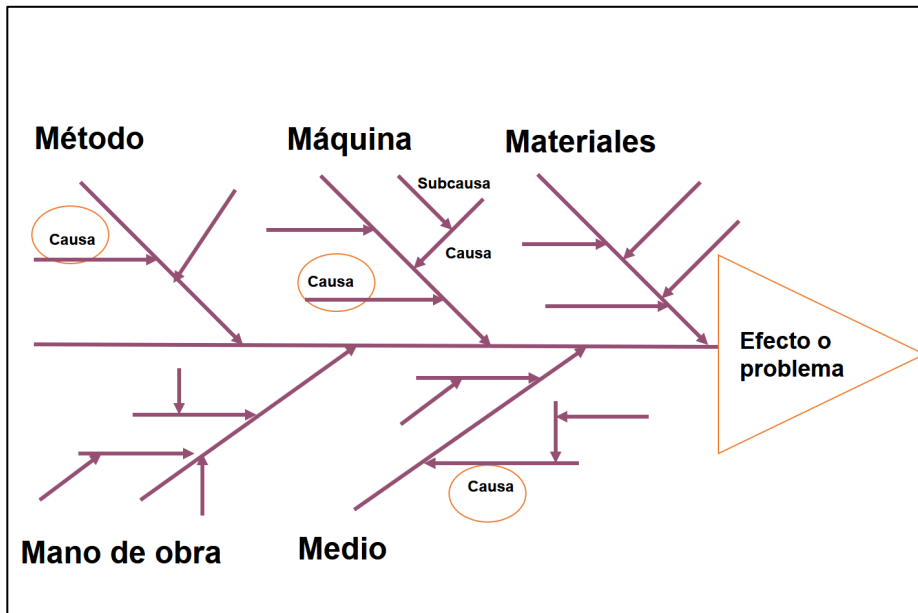 Método
Máquina
Materiales
Subcausa
Causa
Causa
Causa
Efecto o
problema
Causa
Mano de obra
Medio